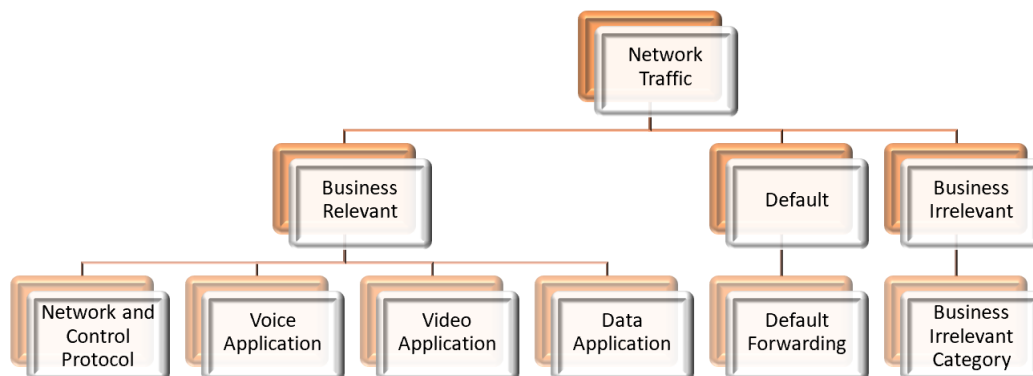 Network
Traffic
Business
Relevant
Default
Business
Irrelevant
Network and
Control
Protocol
Voice
Application
Video
Application
Data
Application
Default
Forwarding
Business
Irrelevant
Category